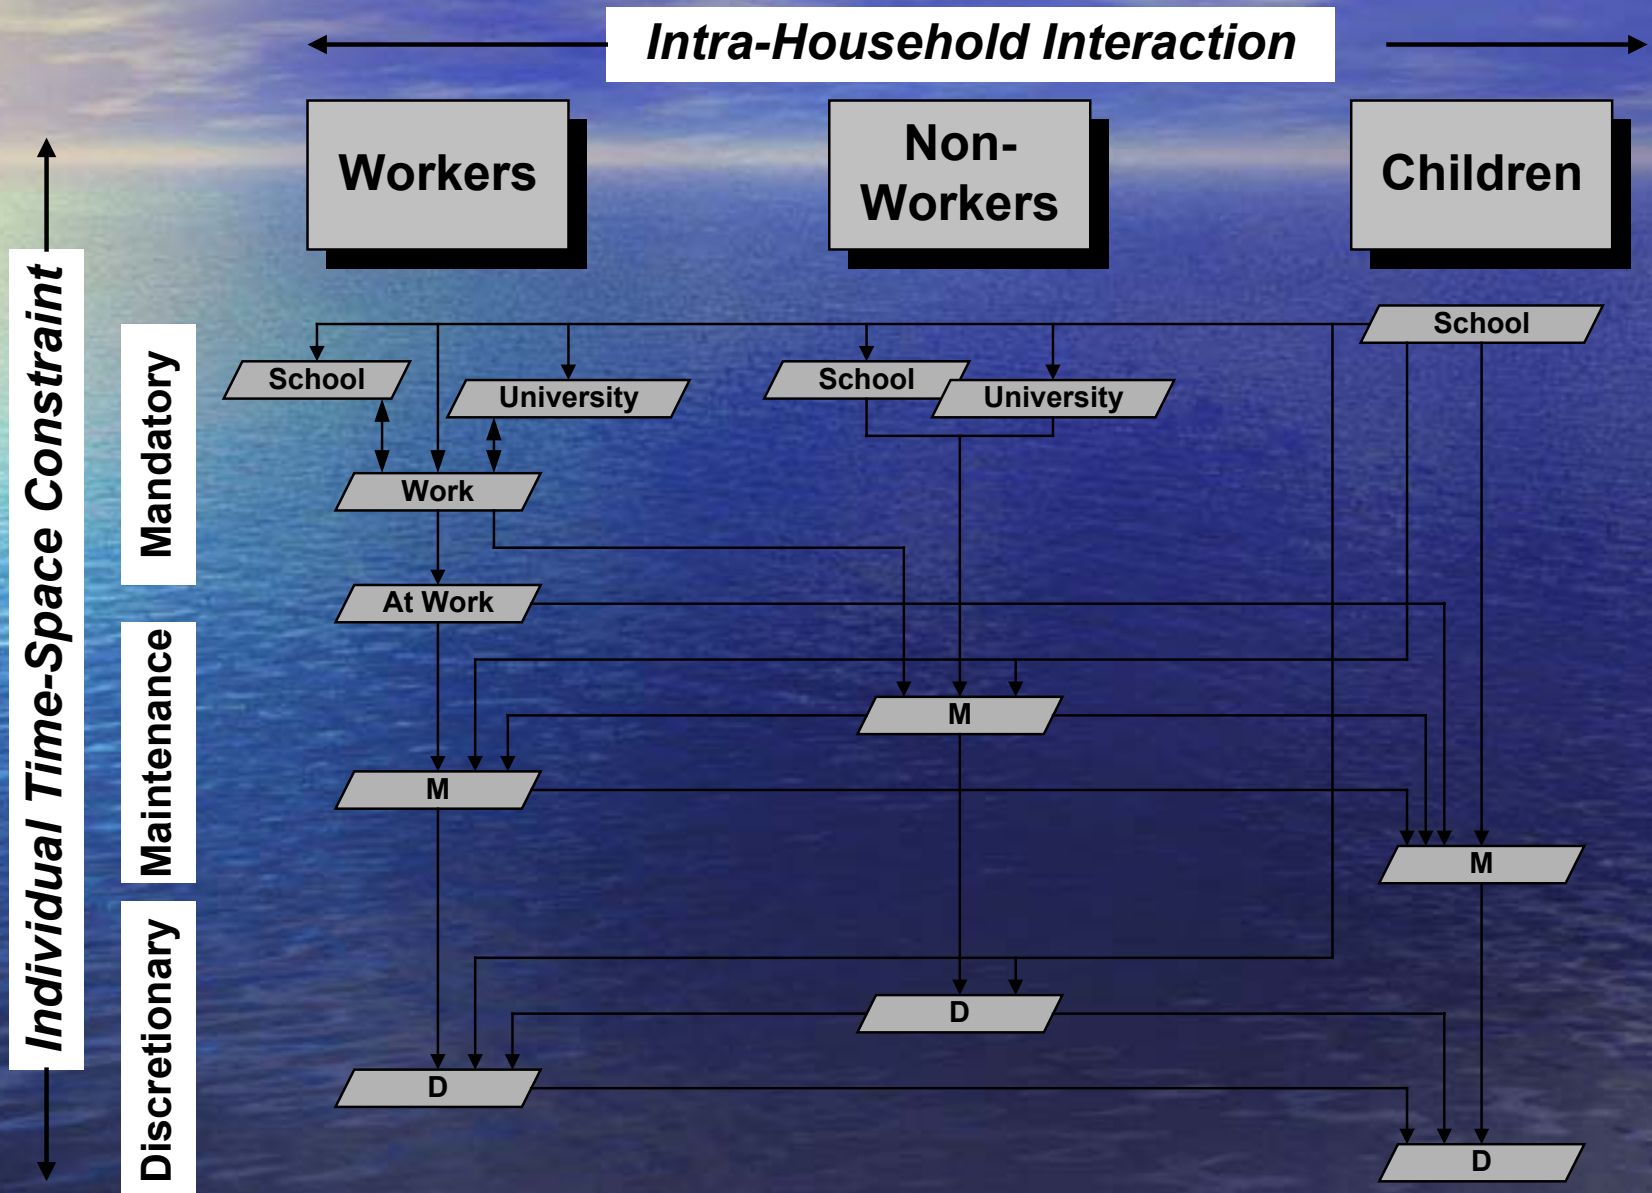 Intra-Household Interaction
Workers
Non-
Workers
Children
Individual Time-Space Constraint
Mandatory
School
School
University
School
University
Work
At Work
Maintenance
M
M
M
Discretionary
D
D
D